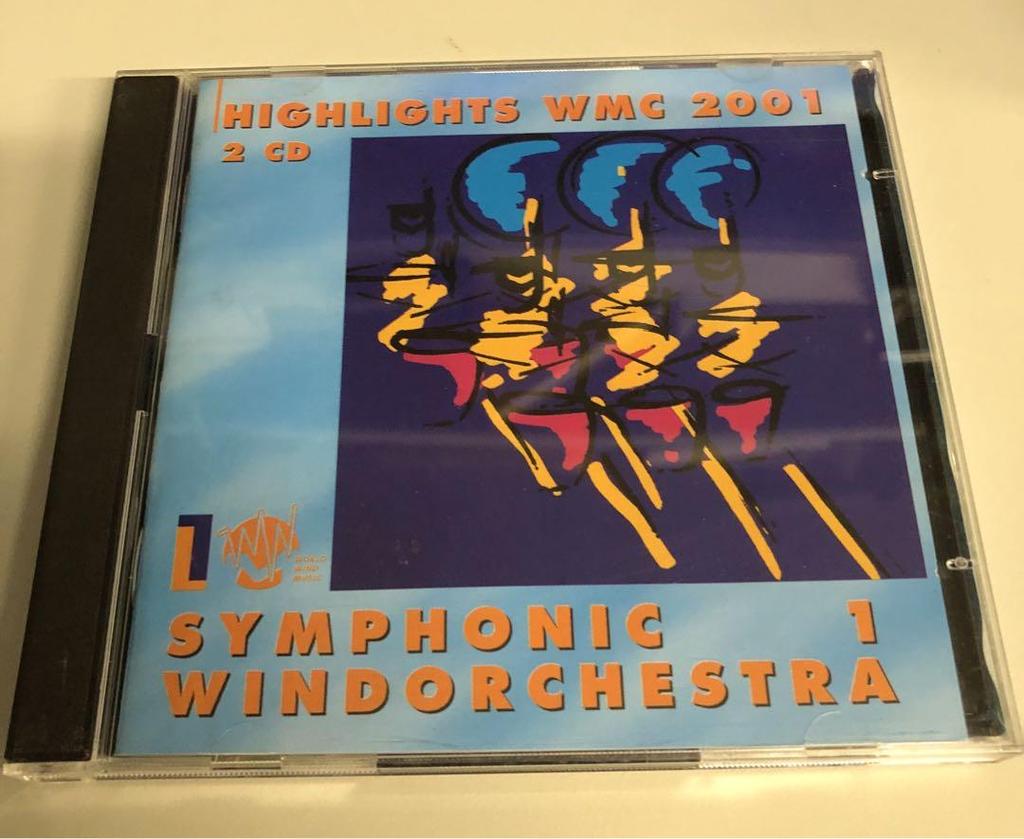 HIGHLIGHTS WMC 2001
2 CD
WORLD
WIND
MUSIC
SYMPHONIC 1
WINDORCHESTRA